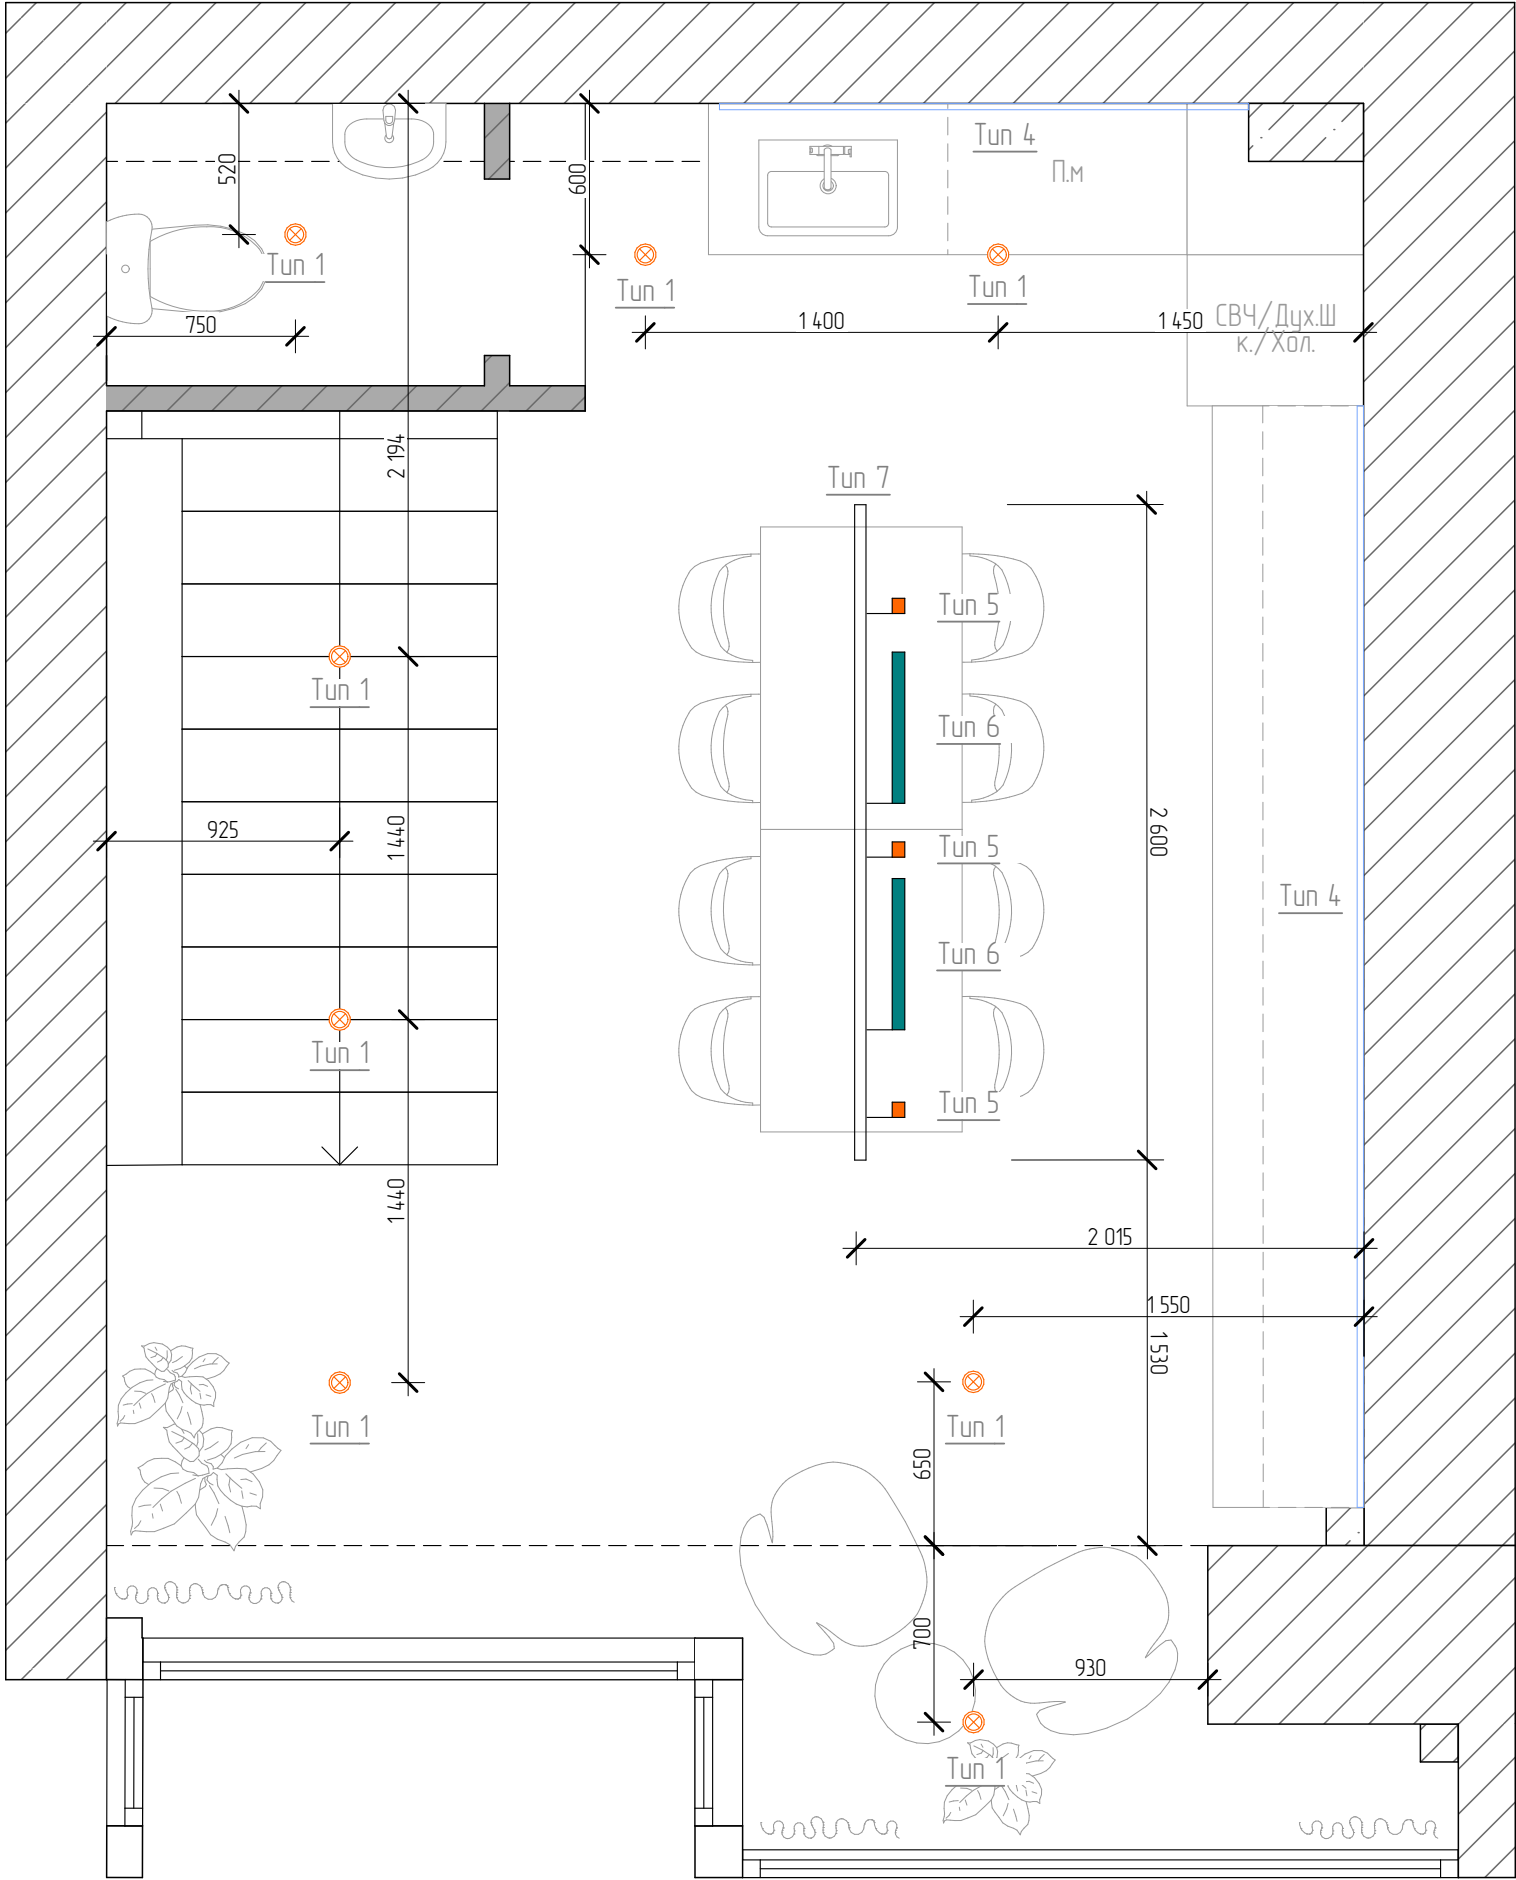 Тип 4
520
600
П.м
Тип 1
Тип 1
Тип 1
750
1 400
1 450
СВЧ/Дух.Ш
к./Хол.
2 194
Тип 7
Тип 5
Тип 1
Тип 6
925
1 440
2 600
Тип 5
Тип 4
Тип 6
Тип 1
Тип 5
1 440
2 015
1 550
1 530
Тип 1
Тип 1
650
700
930
Тип 1